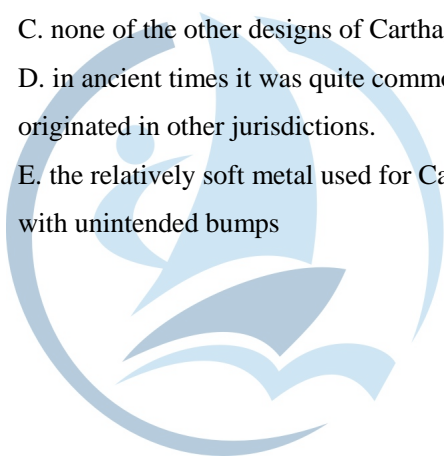 C. none of the other designs of Cartha
D. in ancient times it was quite commo
originated in other jurisdictions.
E. the relatively soft metal used for Ca
with unintended bumps